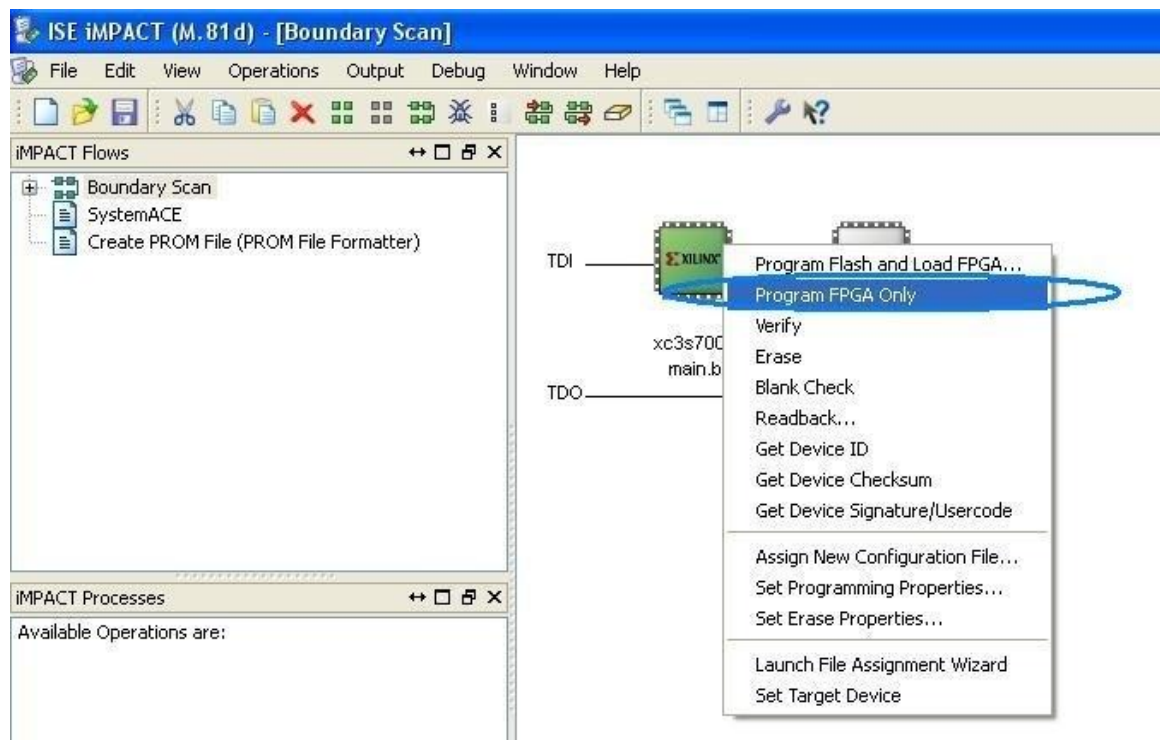 ISE iMPACT (M.81d) - [Boundary Scan]
File Edit View Operations Output Debug Window Help
iMPACT Flows
Boundary Scan
SystemACE
Create PROM File (PROM File Formatter)
TDI
XILINX
xc3s700
main.b
TDO
Program Flash and Load FPGA...
Program FPGA Only
Verify
Erase
Blank Check
Readback...
Get Device ID
Get Device Checksum
Get Device Signature/Usercode
Assign New Configuration File...
Set Programming Properties...
Set Erase Properties...
Launch File Assignment Wizard
Set Target Device
iMPACT Processes
Available Operations are: